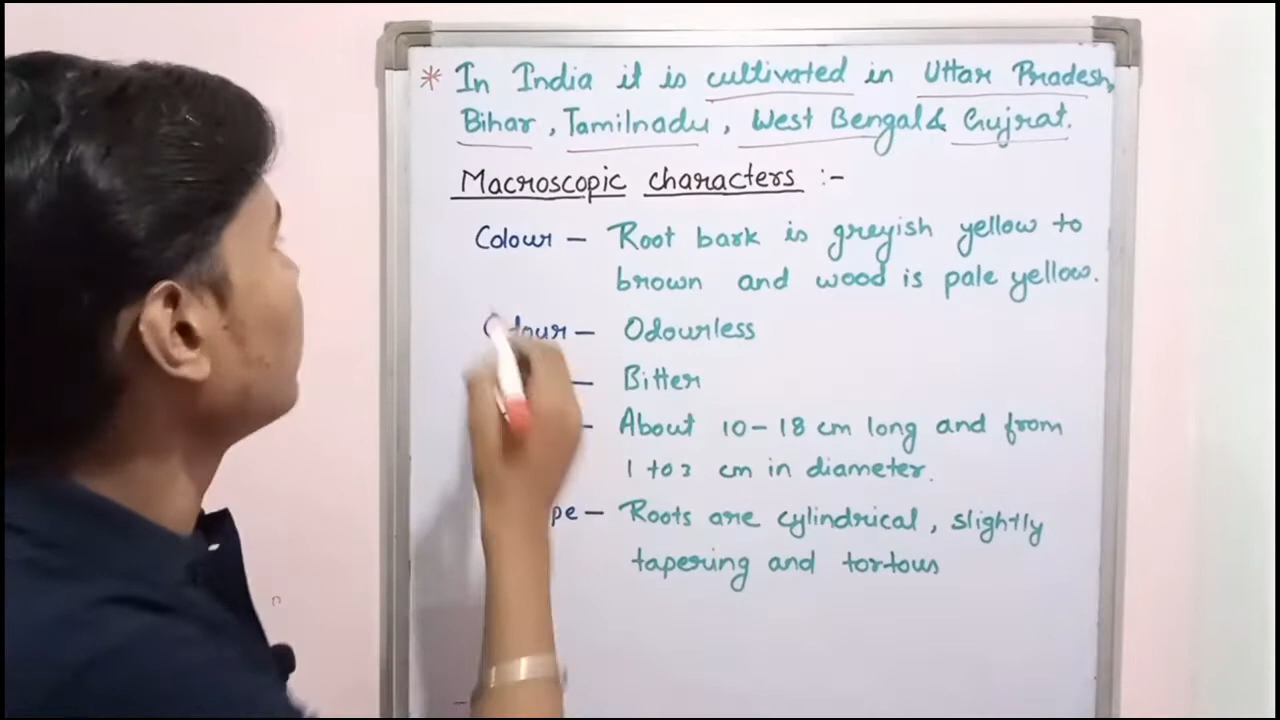 * In India it is cultivated in Uttar Pradesh,
Bihar, Tamilnadu, West Bengal & Gujrat.
Macroscopic characters :-
Colour - Root bark is greyish yellow to
brown and wood is pale yellow.
Odour - Odourless
- Bitter
- About 10-18 cm long and from
1 to 2 cm in diameter.
pe - Roots are cylindrical, slightly
tapering and tortous